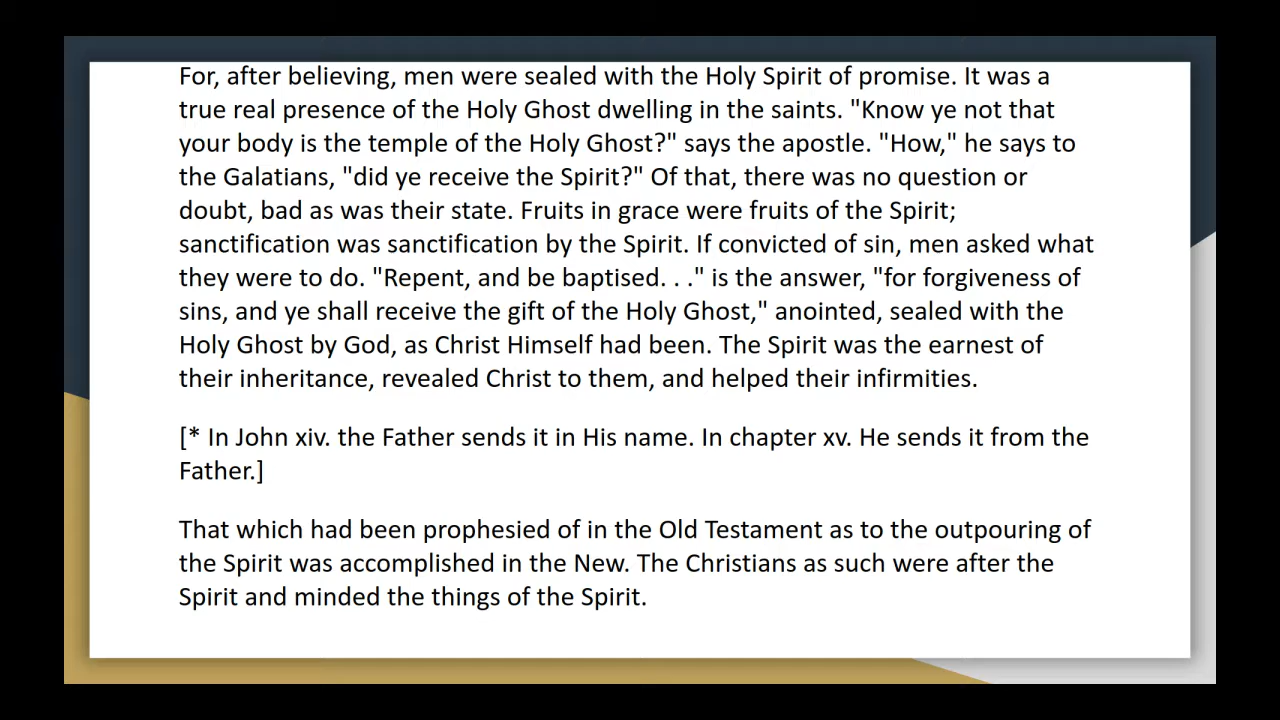 For, after believing, men were sealed with the Holy Spirit of promise. It was a
true real presence of the Holy Ghost dwelling in the saints. "Know ye not that
your body is the temple of the Holy Ghost?" says the apostle. "How," he says to
the Galatians, "did ye receive the Spirit?" Of that, there was no question or
doubt, bad as was their state. Fruits in grace were fruits of the Spirit;
sanctification was sanctification by the Spirit. If convicted of sin, men asked what
they were to do. "Repent, and be baptised. . ." is the answer, "for forgiveness of
sins, and ye shall receive the gift of the Holy Ghost," anointed, sealed with the
Holy Ghost by God, as Christ Himself had been. The Spirit was the earnest of
their inheritance, revealed Christ to them, and helped their infirmities.
[* In John xiv. the Father sends it in His name. In chapter xv. He sends it from the
Father.]
That which had been prophesied of in the Old Testament as to the outpouring of
the Spirit was accomplished in the New. The Christians as such were after the
Spirit and minded the things of the Spirit.